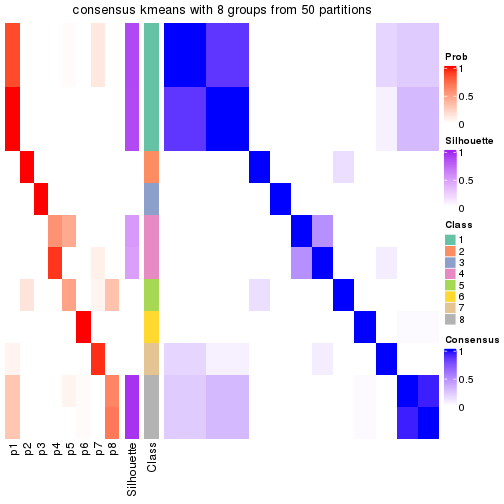 consensus kmeans with 8 groups from 50 partitions
Prob
1
0.5
0
Silhouette
1
0.5
0
Class
1
2
3
4
5
6
7
8
Consensus
1
0.5
0
p1
p2
p3
p4
p5
p6
p7
p8
Silhouette
Class